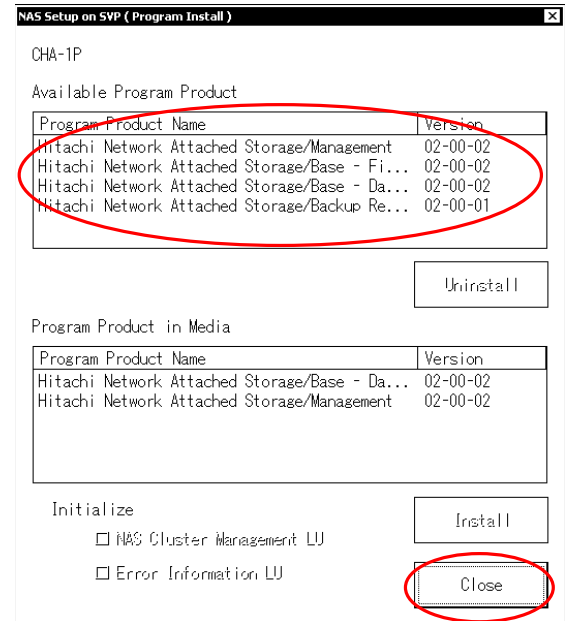 NAS Setup on SVP ( Program Install )
CHA-1P
Available Program Product
Program Product Name Version
Hitachi Network Attached Storage/Management 02-00-02
Hitachi Network Attached Storage/Base - Fi... 02-00-02
Hitachi Network Attached Storage/Base - Da... 02-00-02
Hitachi Network Attached Storage/Backup Re... 02-00-01
Uninstall
Program Product in Media
Program Product Name Version
Hitachi Network Attached Storage/Base - Da... 02-00-02
Hitachi Network Attached Storage/Management 02-00-02
Initialize
Install
NAS Cluster Management LU
Error Information LU
Close